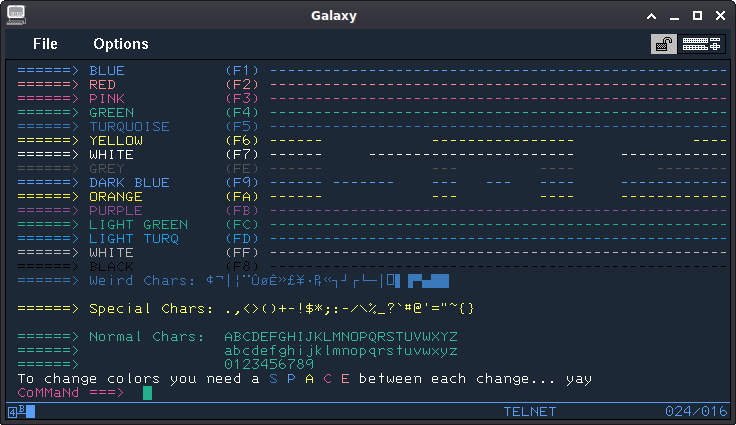 Galaxy
File Options
======> BLUE (F1) ----------------------------------------------------------
======> RED (F2) ----------------------------------------------------------
======> PINK (F3) ----------------------------------------------------------
======> GREEN (F4) ----------------------------------------------------------
======> TURQUOISE (F5) ----------------------------------------------------------
======> YELLOW (F6) ------- ------------------ ----
======> WHITE (F7) ------- --------------------- -------------
======> GREY (FE) --- ---
======> DARK BLUE (F9) ------ -------- --- --- ---- -------------
======> ORANGE (FA) ------- --- ---- -------------
======> PURPLE (FB) ----------------------------------------------------------
======> LIGHT GREEN (FC) ----------------------------------------------------------
======> LIGHT TURQ (FD) ----------------------------------------------------------
======> WHITE (FF) ----------------------------------------------------------
======> BLACK (F8)
======> Weird Chars:
======> Special Chars: .,<>()+-!$*;:-/\%_?`#@'="~{}
======> Normal Chars: ABCDEFGHIJKLMNOPQRSTUVWXYZ
======> abcdefghijklmnopqrstuvwxyz
======> 0123456789
To change colors you need a S P A C E between each change... yay
CoMMaNd ===>
4B TELNET 024/016